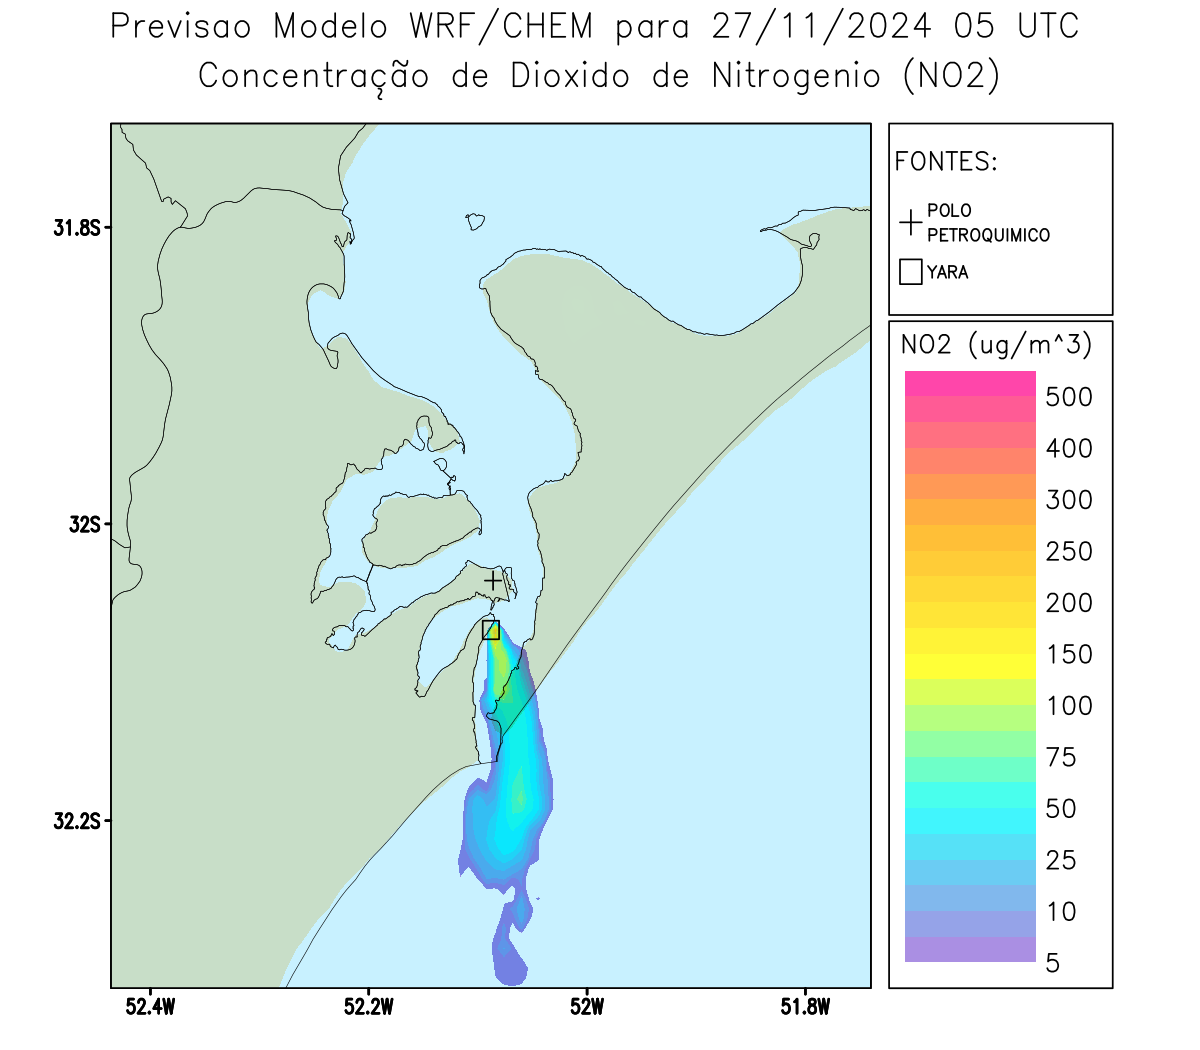 Previsao Modelo WRF/CHEM para 27/11/2024 05 UTC
Concentração de Dioxido de Nitrogenio (NO2)
FONTES:
POLO
PETROQUIMICO
YARA
31.8S
32S
32.2S
52.4W
52.2W
52W
51.8W
NO2 (ug/m^3)
500
400
300
250
200
150
100
75
50
25
10
5